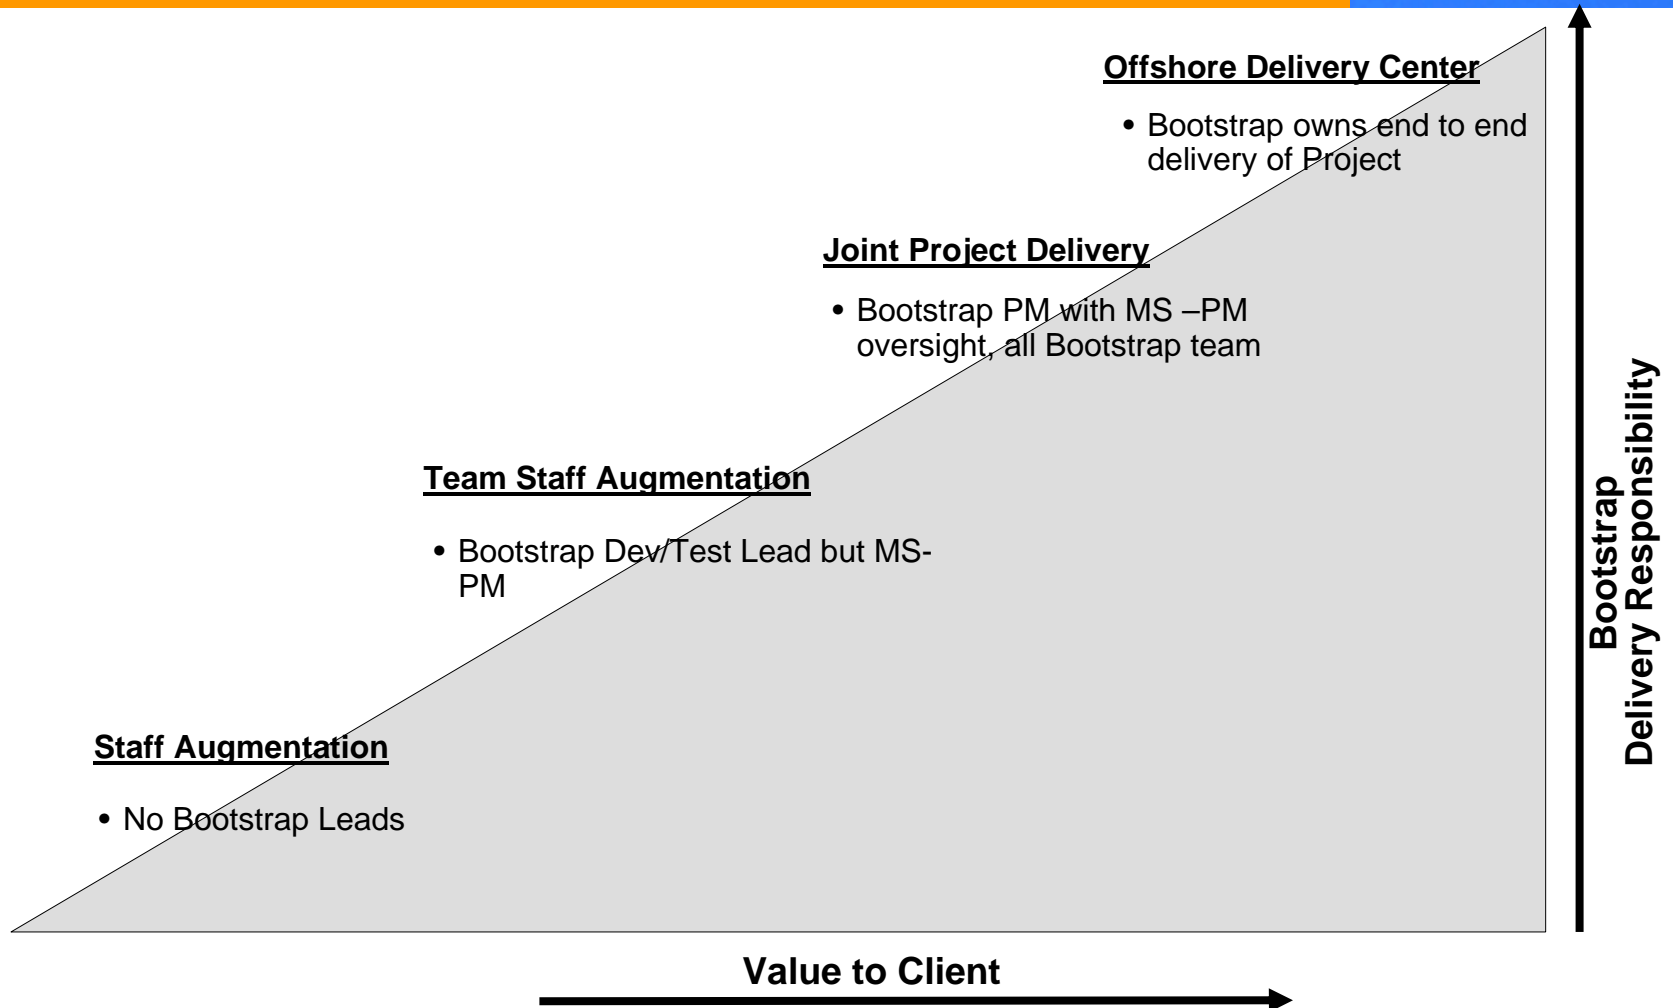 Offshore Delivery Center
• Bootstrap owns end to end
delivery of Project
Joint Project Delivery
• Bootstrap PM with MS –PM
oversight, all Bootstrap team
Team Staff Augmentation
• Bootstrap Dev/Test Lead but MS-
PM
Staff Augmentation
• No Bootstrap Leads
Value to Client
Bootstrap
Delivery Responsibility